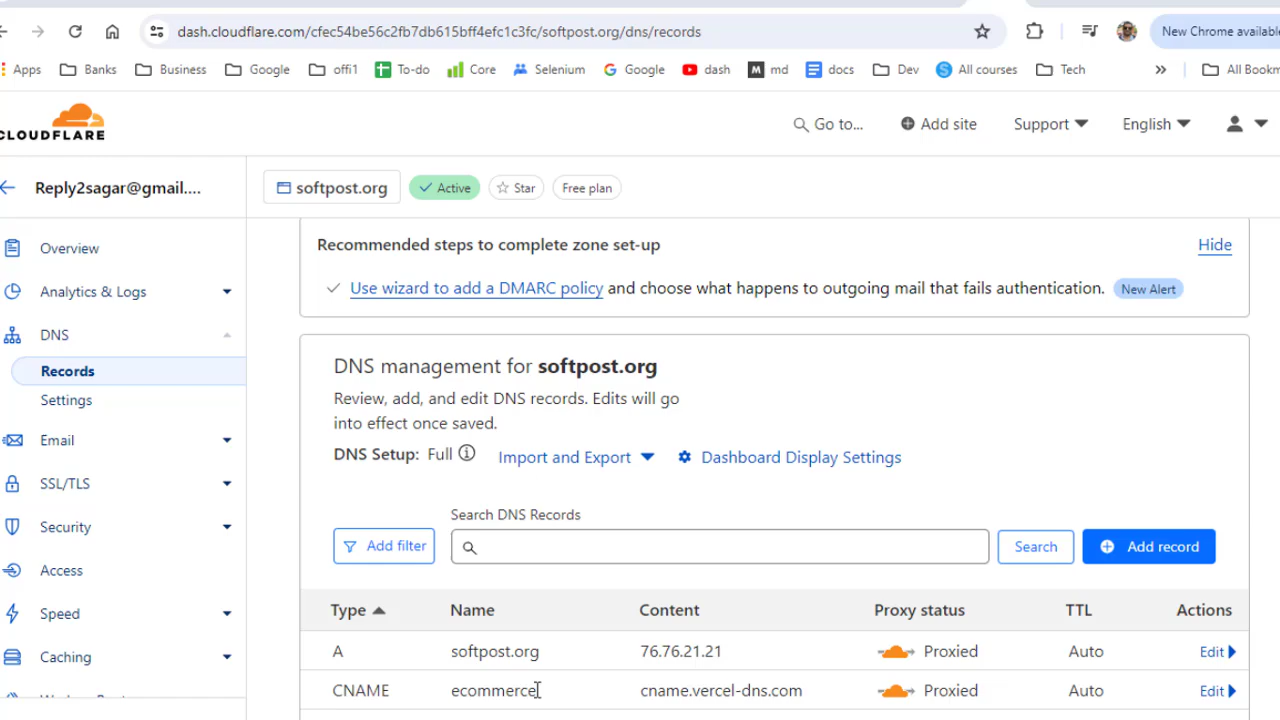 dash.cloudflare.com/cfec54be56c2fb7db615bff4efc1c3fc/softpost.org/dns/records
New Chrome available
Apps Banks Business Google offi1 To-do Core Selenium Google dash M md docs Dev All courses Tech » All Bookm
CLOUDFLARE
Go to... Add site Support English
Reply2sagar@gmail.... softpost.org Active Star Free plan
Overview
Analytics & Logs
DNS
Records
Settings
Email
SSL/TLS
Security
Access
Speed
Caching
Recommended steps to complete zone set-up Hide
Use wizard to add a DMARC policy and choose what happens to outgoing mail that fails authentication. New Alert
DNS management for softpost.org
Review, add, and edit DNS records. Edits will go
into effect once saved.
DNS Setup: Full Import and Export Dashboard Display Settings
Search DNS Records
Add filter Search Add record
Type Name Content Proxy status TTL Actions
A softpost.org 76.76.21.21 Proxied Auto Edit
CNAME ecommerce cname.vercel-dns.com Proxied Auto Edit